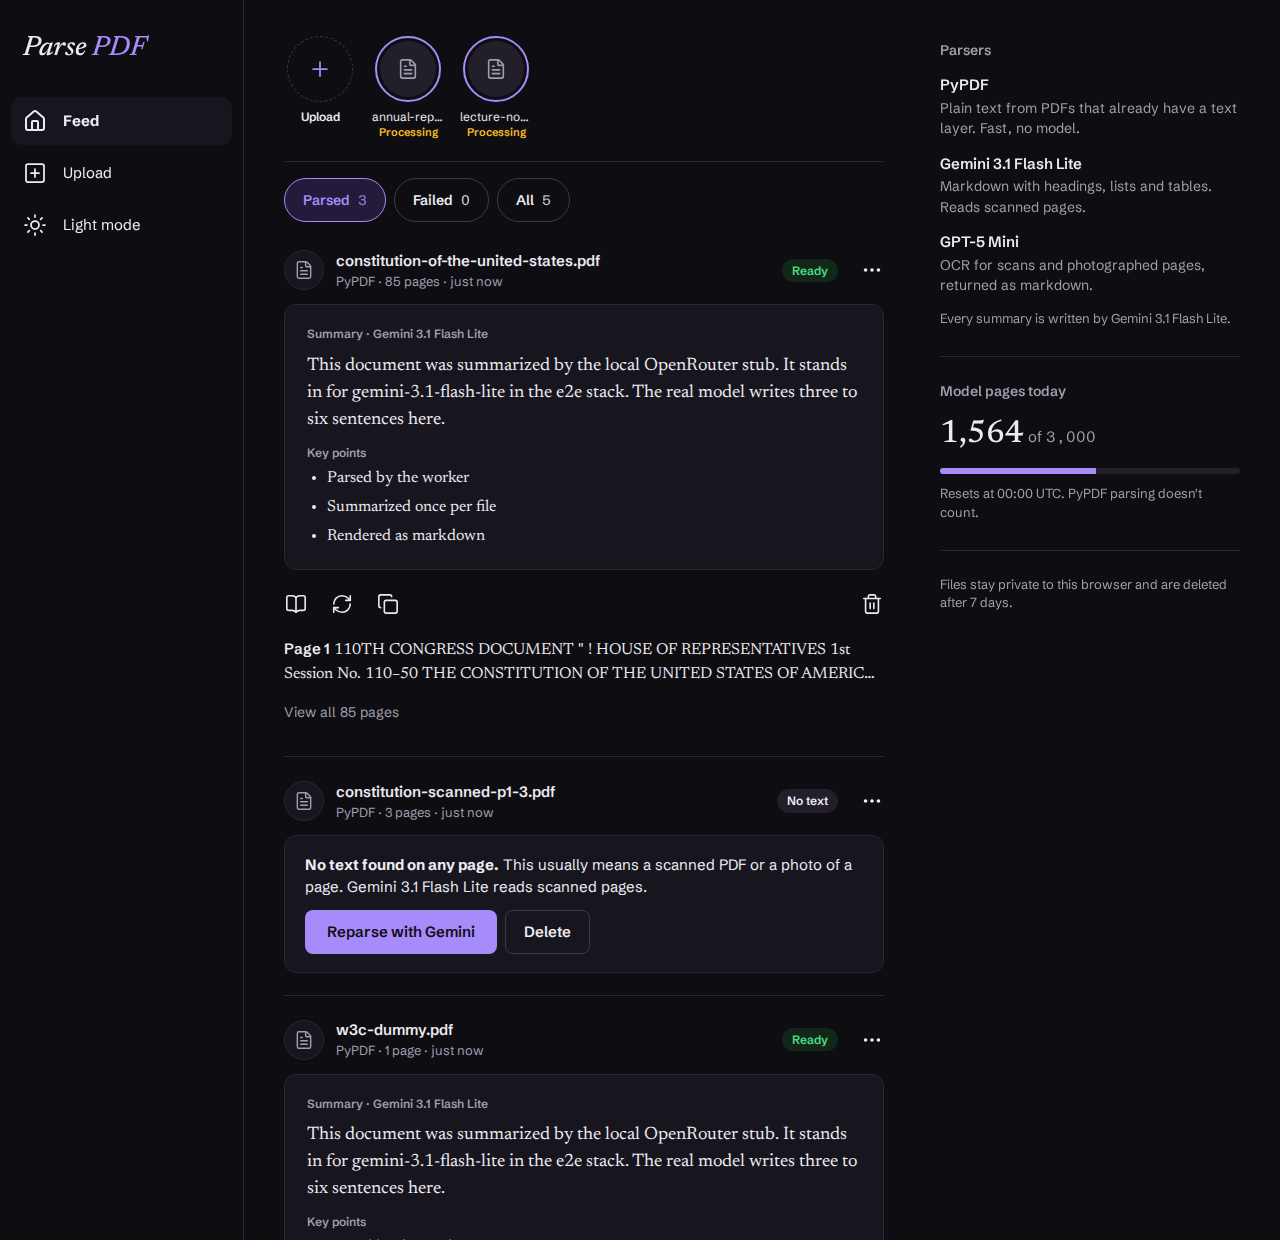 Parse PDF
Feed
Upload
Light mode
Upload
annual-rep…
Processing
lecture-no…
Processing
Parsed 3
Failed 0
All 5
constitution-of-the-united-states.pdf
PyPDF · 85 pages · just now
Ready
Summary · Gemini 3.1 Flash Lite
This document was summarized by the local OpenRouter stub. It stands
in for gemini-3.1-flash-lite in the e2e stack. The real model writes three to
six sentences here.
Key points
• Parsed by the worker
• Summarized once per file
• Rendered as markdown
Page 1 110TH CONGRESS DOCUMENT " ! HOUSE OF REPRESENTATIVES 1st
Session No. 110–50 THE CONSTITUTION OF THE UNITED STATES OF AMERIC…
View all 85 pages
constitution-scanned-p1-3.pdf
PyPDF · 3 pages · just now
No text
No text found on any page. This usually means a scanned PDF or a photo of a
page. Gemini 3.1 Flash Lite reads scanned pages.
Reparse with Gemini
Delete
w3c-dummy.pdf
PyPDF · 1 page · just now
Ready
Summary · Gemini 3.1 Flash Lite
This document was summarized by the local OpenRouter stub. It stands
in for gemini-3.1-flash-lite in the e2e stack. The real model writes three to
six sentences here.
Key points
Parsers
PyPDF
Plain text from PDFs that already have a text
layer. Fast, no model.
Gemini 3.1 Flash Lite
Markdown with headings, lists and tables.
Reads scanned pages.
GPT-5 Mini
OCR for scans and photographed pages,
returned as markdown.
Every summary is written by Gemini 3.1 Flash Lite.
Model pages today
1,564 of 3,000
Resets at 00:00 UTC. PyPDF parsing doesn't
count.
Files stay private to this browser and are deleted
after 7 days.